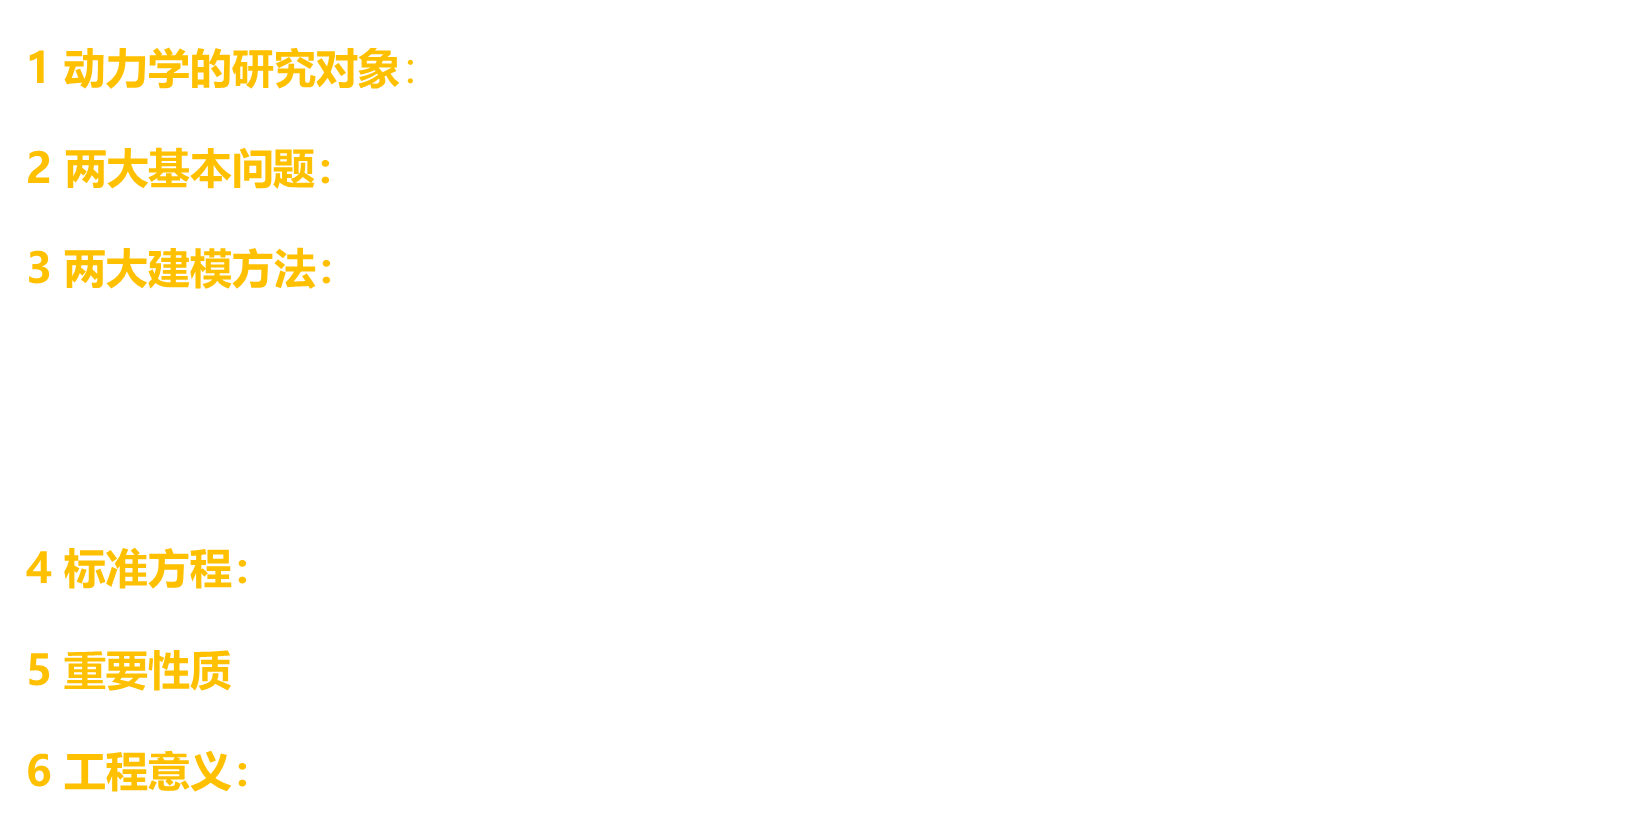 1 动力学的研究对象：
2 两大基本问题：
3 两大建模方法：
4 标准方程：
5 重要性质
6 工程意义：